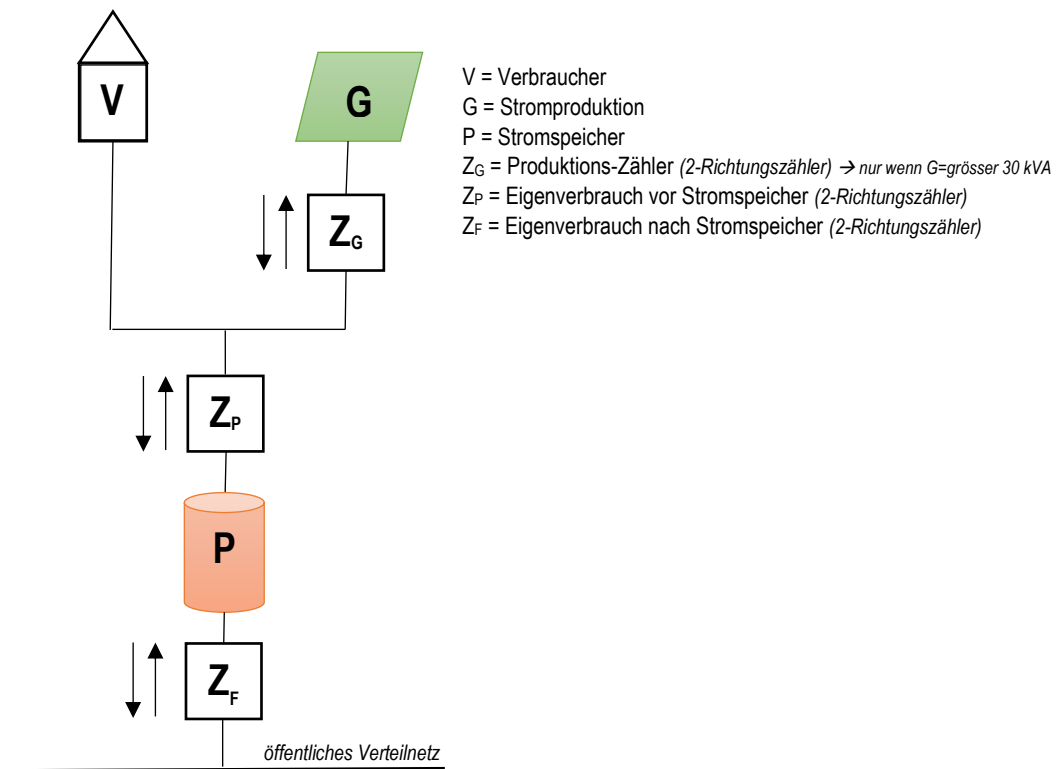 V
G
V = Verbraucher
G = Stromproduktion
P = Stromspeicher
ZG = Produktions-Zähler (2-Richtungszähler) → nur wenn G=grösser 30 kVA
ZP = Eigenverbrauch vor Stromspeicher (2-Richtungszähler)
ZF = Eigenverbrauch nach Stromspeicher (2-Richtungszähler)
ZG
ZP
P
ZF
öffentliches Verteilnetz